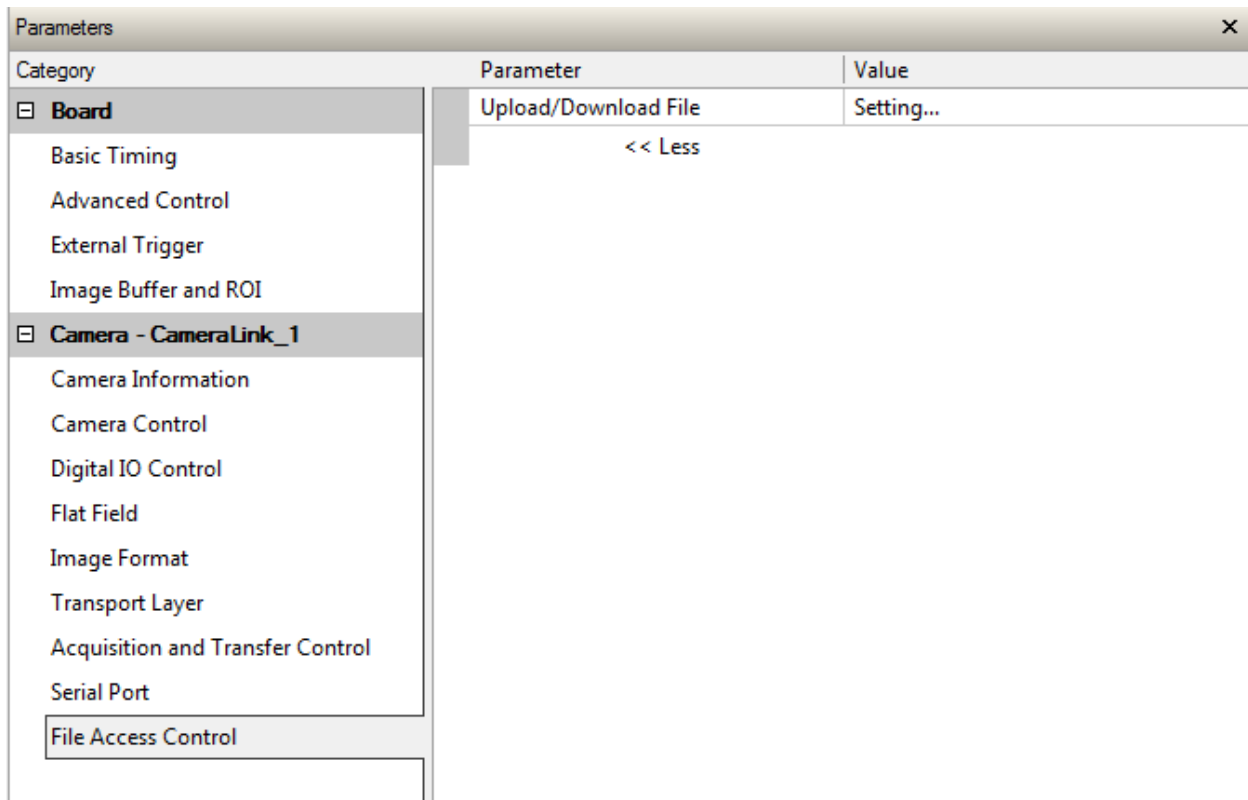 Parameters
Category
Parameter Value
Board
Upload/Download File Setting...
<< Less
Basic Timing
Advanced Control
External Trigger
Image Buffer and ROI
Camera - CameraLink_1
Camera Information
Camera Control
Digital IO Control
Flat Field
Image Format
Transport Layer
Acquisition and Transfer Control
Serial Port
File Access Control